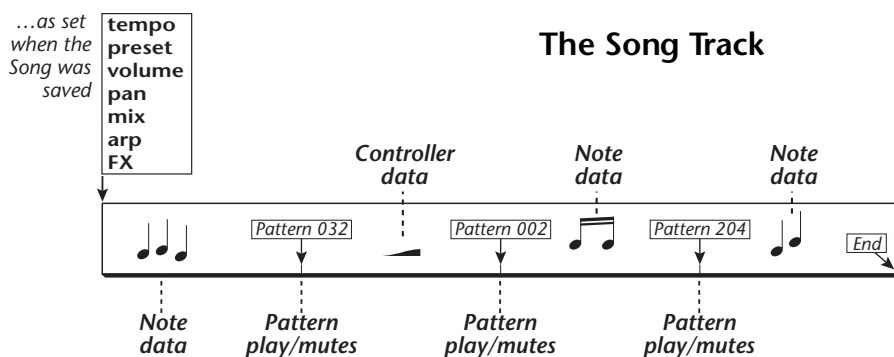 ...as set
when the
Song was
saved
tempo
preset
volume
pan
mix
arp
FX
The Song Track
Controller
data
Note
data
Note
data
Pattern 032
Pattern 002
Pattern 204
End
Note
data
Pattern
play/mutes
Pattern
play/mutes
Pattern
play/mutes